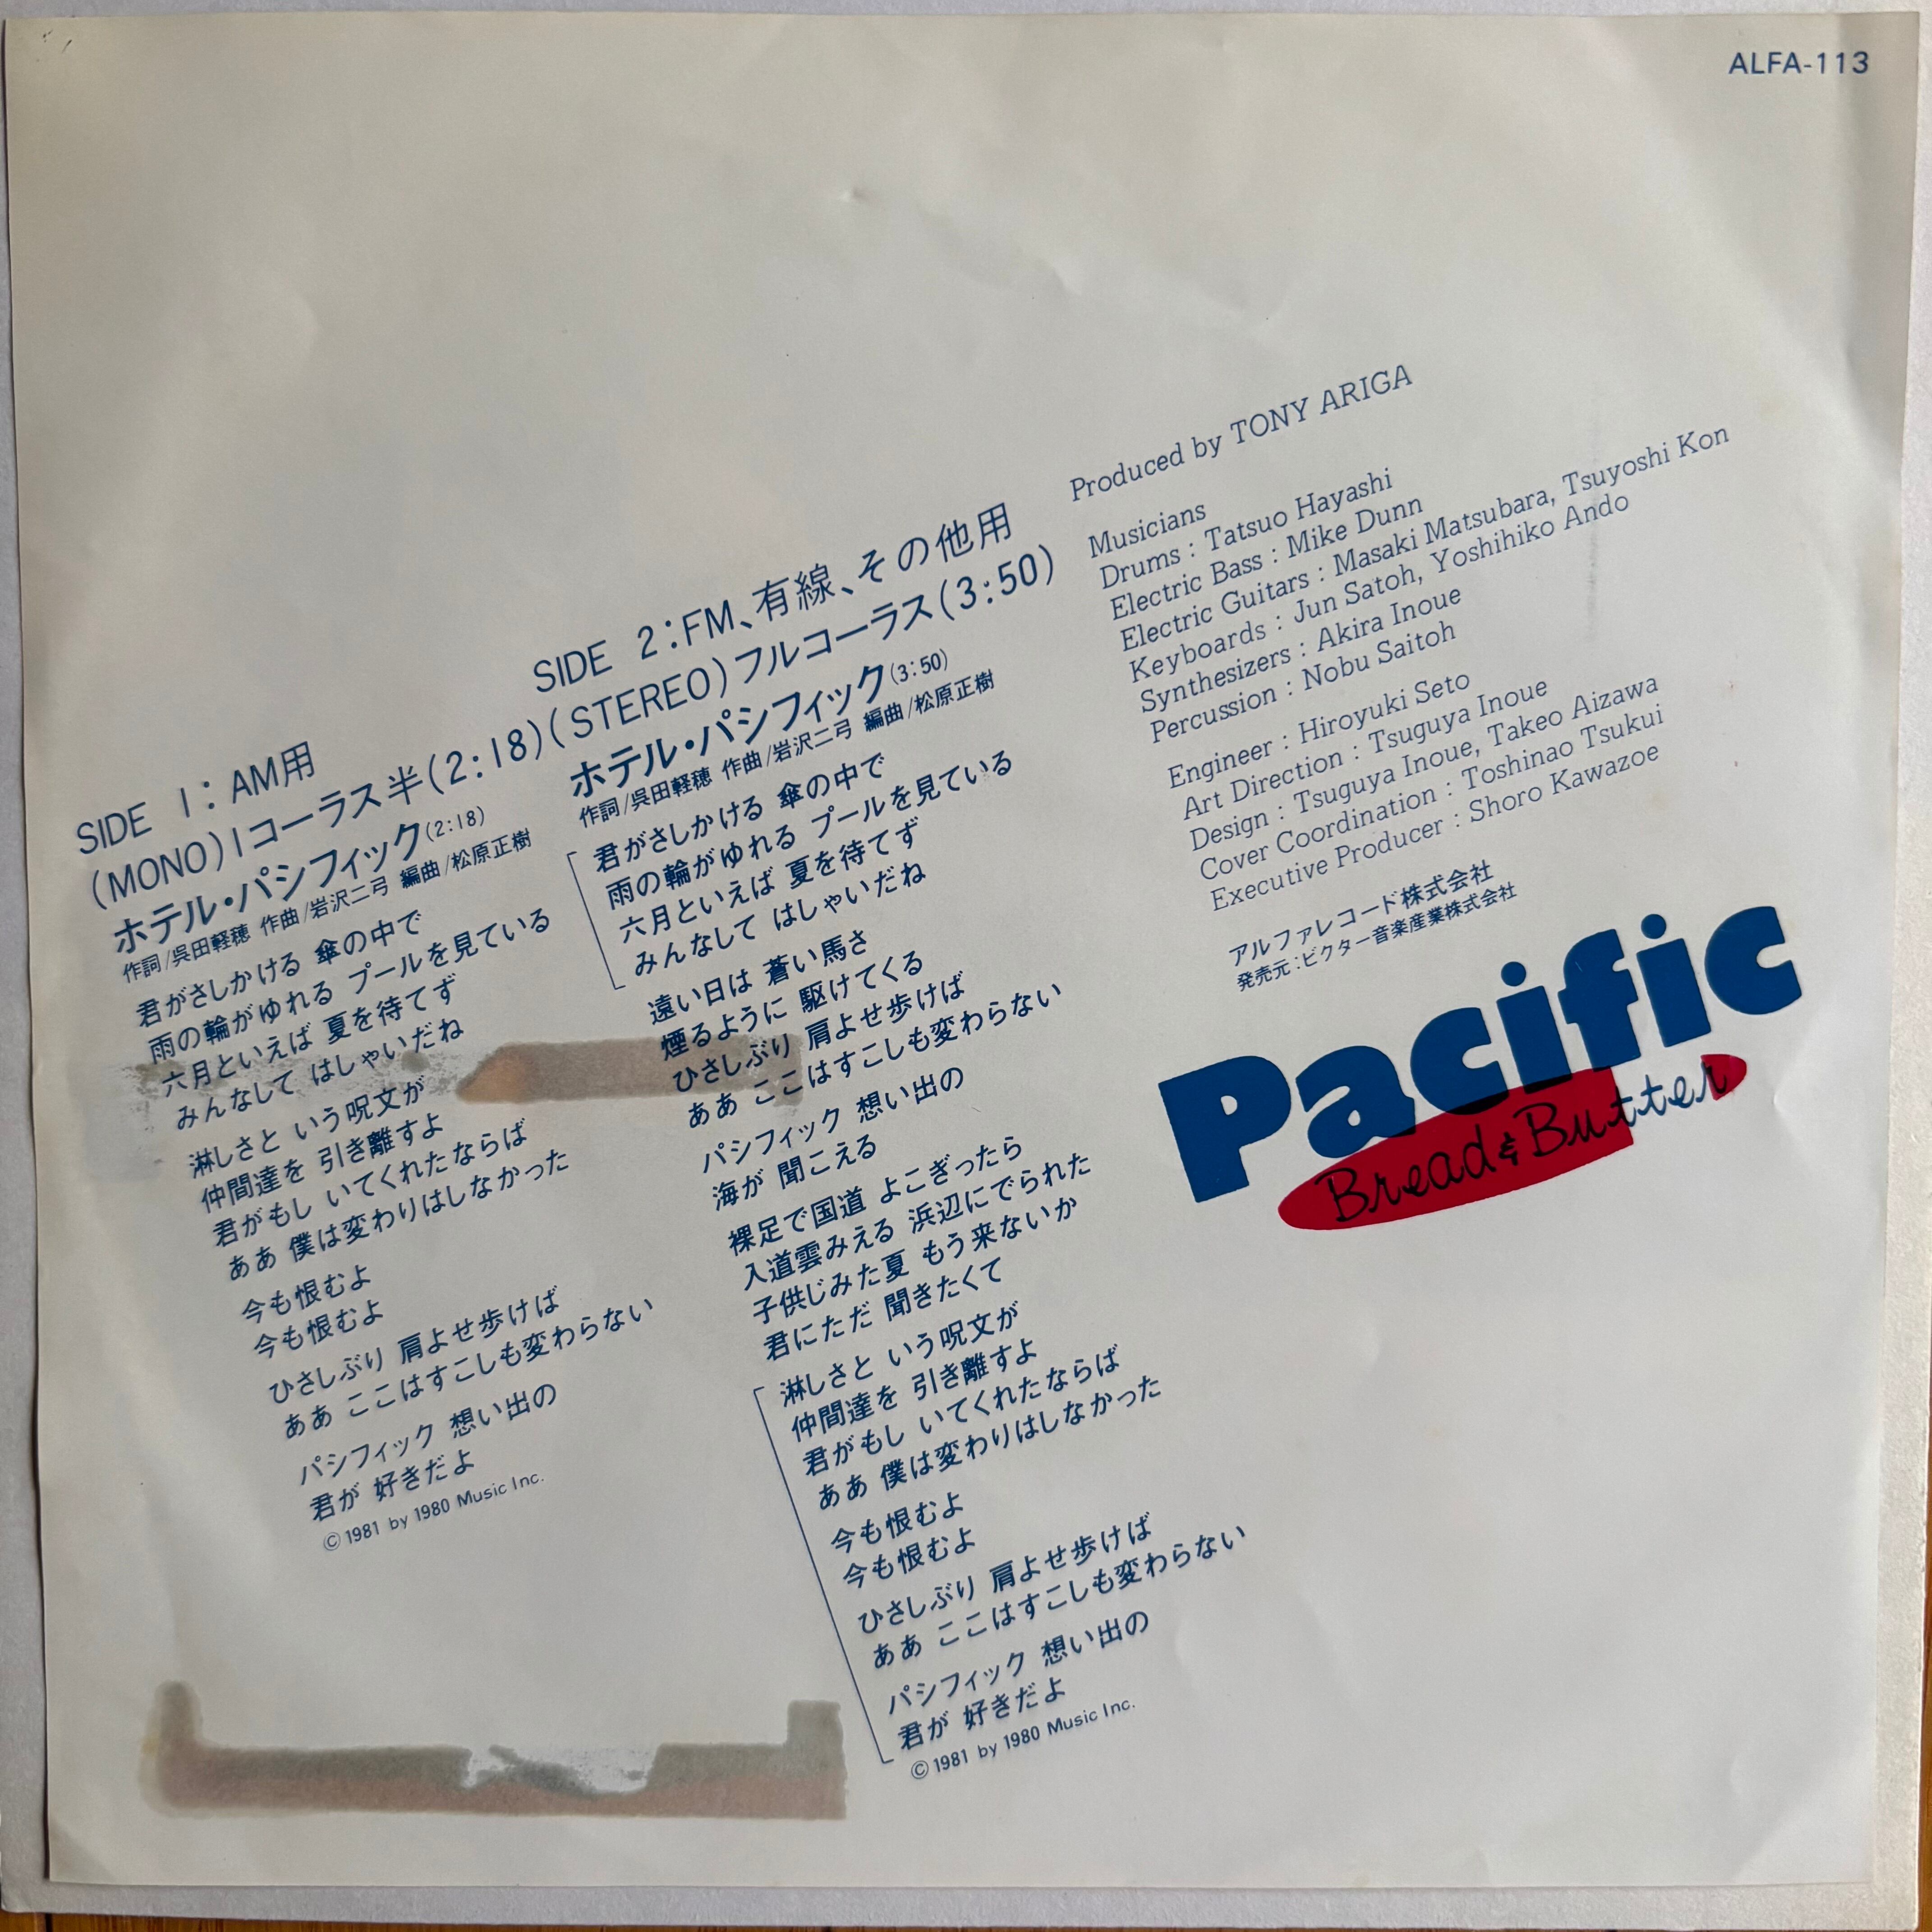 ALFA-113
SIDE 1：AM用
(MONO)1コーラス半(2:18)
ホテル・パシフィック(2:18)
作詞/呉田軽穂 作曲/岩沢二弓 編曲/松原正樹
君がさしかける 傘の中で
雨の輪がゆれる プールを見ている
六月といえば 夏を待てず
みんなして はしゃいだね
淋しさと いう呪文が
仲間達を 引き離すよ
君がもし いてくれたならば
ああ 僕は変わりはしなかった
今も恨むよ
今も恨むよ
ひさしぶり 肩よせ歩けば
ああ ここはすこしも変わらない
パシフィック 想い出の
君が 好きだよ
©1981 by 1980 Music Inc.
SIDE 2：FM、有線、その他用
(STEREO)フルコーラス(3:50)
ホテル・パシフィック(3:50)
作詞/呉田軽穂 作曲/岩沢二弓 編曲/松原正樹
君がさしかける 傘の中で
雨の輪がゆれる プールを見ている
六月といえば 夏を待てず
みんなして はしゃいだね
遠い日は 蒼い馬さ
煙るように 駆けてくる
ひさしぶり 肩よせ歩けば
ああ ここはすこしも変わらない
パシフィック 想い出の
海が 聞こえる
裸足で国道 よこぎったら
入道雲みえる 浜辺にでられた
子供じみた夏 もう来ないか
君にただ 聞きたくて
淋しさと いう呪文が
仲間達を 引き離すよ
君がもし いてくれたならば
ああ 僕は変わりはしなかった
今も恨むよ
今も恨むよ
ひさしぶり 肩よせ歩けば
ああ ここはすこしも変わらない
パシフィック 想い出の
君が 好きだよ
©1981 by 1980 Music Inc.
Produced by TONY ARIGA
Musicians
Drums : Tatsuo Hayashi
Electric Bass : Mike Dunn
Electric Guitars : Masaki Matsubara, Tsuyoshi Kon
Keyboards : Jun Satoh, Yoshihiko Ando
Synthesizers : Akira Inoue
Percussion : Nobu Saitoh
Engineer : Hiroyuki Seto
Art Direction : Tsuguya Inoue
Design : Tsuguya Inoue, Takeo Aizawa
Cover Coordination : Toshinao Tsukui
Executive Producer : Shoro Kawazoe
アルファレコード株式会社
発売元：ビクター音楽産業株式会社
Pacific
Bread & Butter